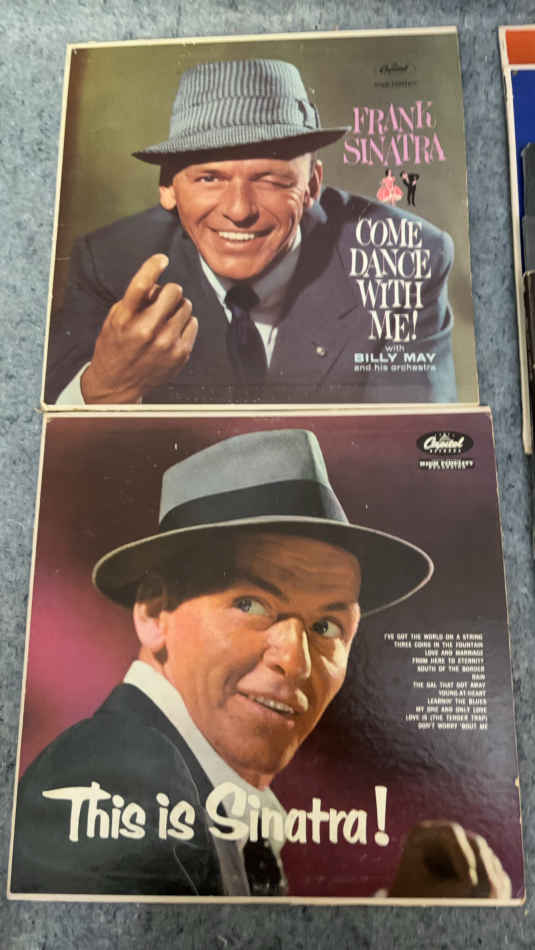 Capitol
FRANK
SINATRA
COME
DANCE
WITH
ME!
with
BILLY MAY
and his orchestra
Capitol
RECORDS
HIGH FIDELITY
I'VE GOT THE WORLD ON A STRING
THREE COINS IN THE FOUNTAIN
LOVE AND MARRIAGE
FROM HERE TO ETERNITY
SOUTH OF THE BORDER
RAIN
THE GAL THAT GOT AWAY
YOUNG-AT-HEART
LEARNIN' THE BLUES
MY ONE AND ONLY LOVE
LOVE IS (THE TENDER TRAP)
DON'T WORRY 'BOUT ME
This is Sinatra!